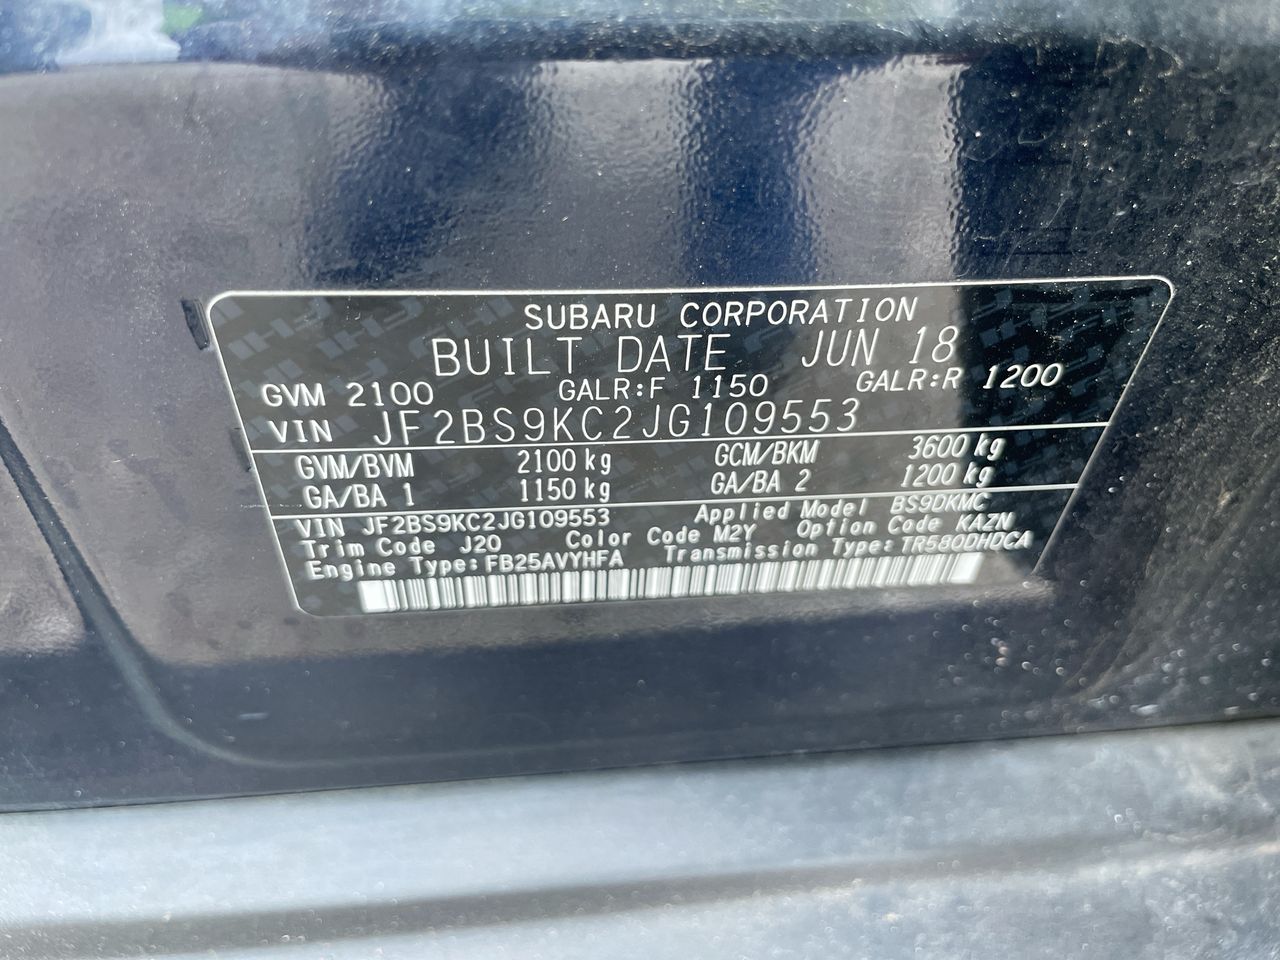 SUBARU CORPORATION
BUILT DATE JUN 18
GVM 2100 GALR:F 1150 GALR:R 1200
VIN JF2BS9KC2JG109553
GVM/BVM 2100 kg GCM/BKM 3600 kg
GA/BA 1 1150 kg GA/BA 2 1200 kg
VIN JF2BS9KC2JG109553 Applied Model BS9DKMC
Trim Code J20 Color Code M2Y Option Code KAZN
Engine Type: FB25AVYHFA Transmission Type: TR580DHDCA